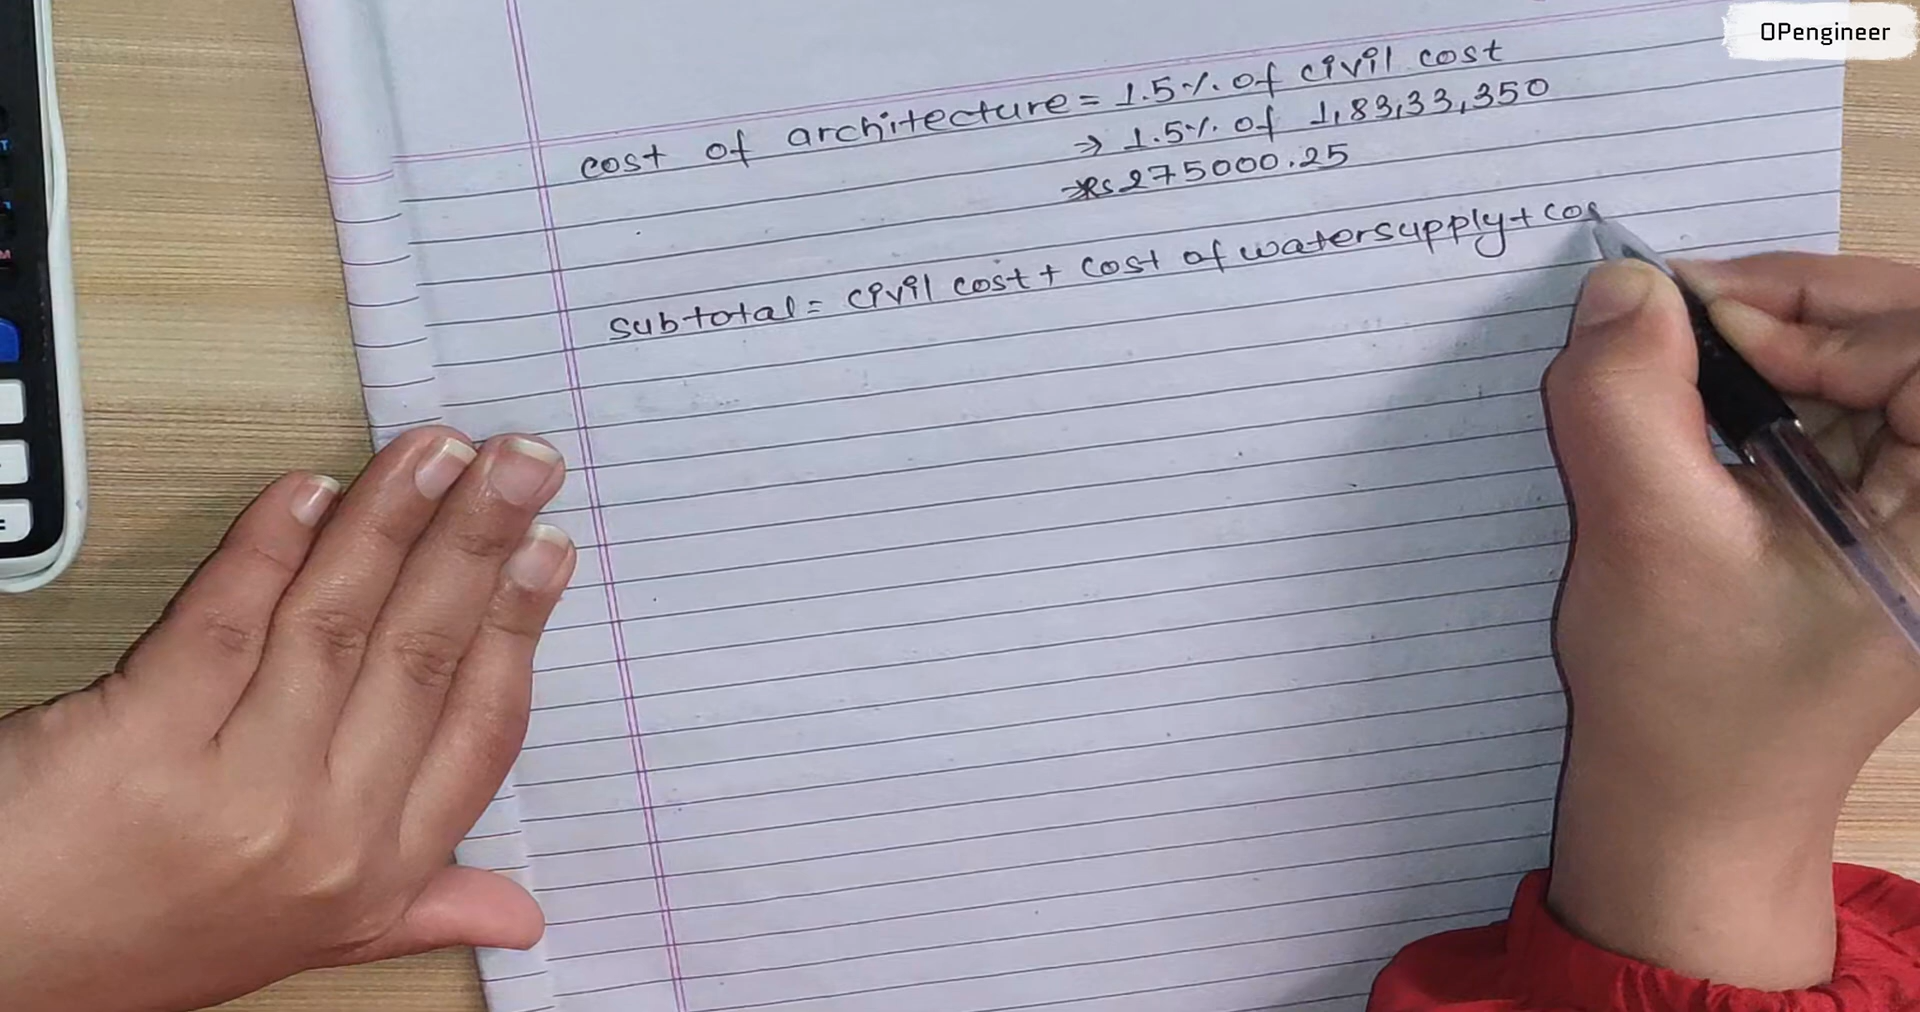 OPengineer
cost of architecture = 1.5%. of civil cost
→ 1.5%. of 1,83,33,350
→Rs 275000.25
Subtotal = civil cost + cost of watersupply + cos